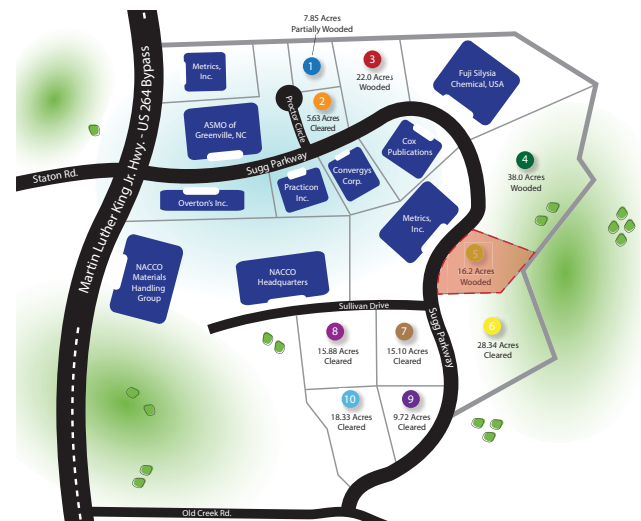 7.85 Acres
Partially Wooded
1
3
22.0 Acres
Wooded
2
5.63 Acres
Cleared
Metrics,
Inc.
Fuji Silysia
Chemical, USA
ASMO of
Greenville, NC
Proctor Circle
Cox
Publications
4
38.0 Acres
Wooded
Sugg Parkway
Convergys
Corp.
Staton Rd.
Practicon
Inc.
Overton's Inc.
Martin Luther King Jr. Hwy. - US 264 Bypass
Metrics,
Inc.
5
16.2 Acres
Wooded
NACCO
Materials
Handling
Group
NACCO
Headquarters
Sullivan Drive
Sugg Parkway
6
28.34 Acres
Cleared
8
15.88 Acres
Cleared
7
15.10 Acres
Cleared
10
18.33 Acres
Cleared
9
9.72 Acres
Cleared
Old Creek Rd.